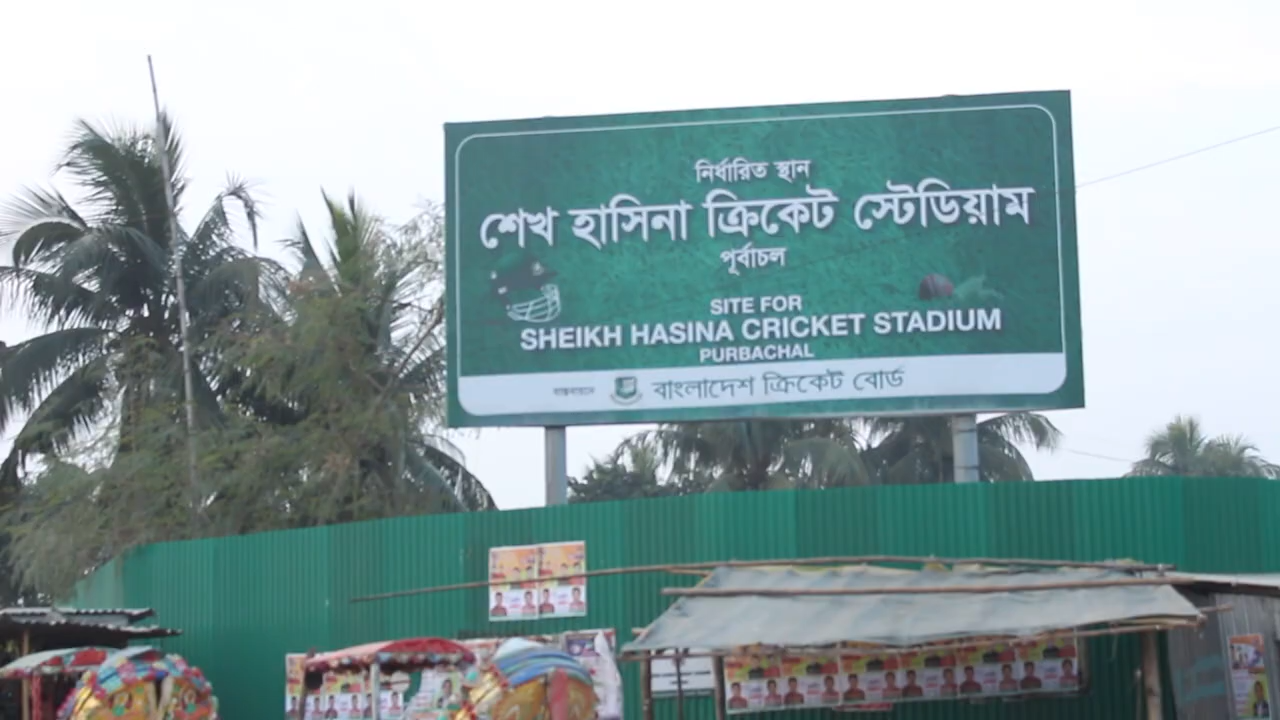 নির্ধারিত স্থান
শেখ হাসিনা ক্রিকেট স্টেডিয়াম
পূর্বাচল
SITE FOR
SHEIKH HASINA CRICKET STADIUM
PURBACHAL
বাংলাদেশ ক্রিকেট বোর্ড